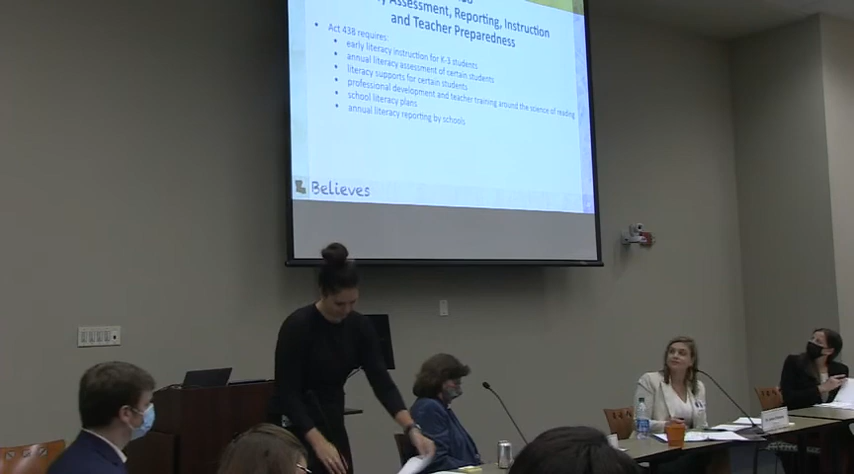 Assessment, Reporting, Instruction
and Teacher Preparedness
• Act 438 requires:
• early literacy instruction for K-3 students
• annual literacy assessment of certain students
• literacy supports for certain students
• professional development and teacher training around the science of reading
• school literacy plans
• annual literacy reporting by schools
Believes